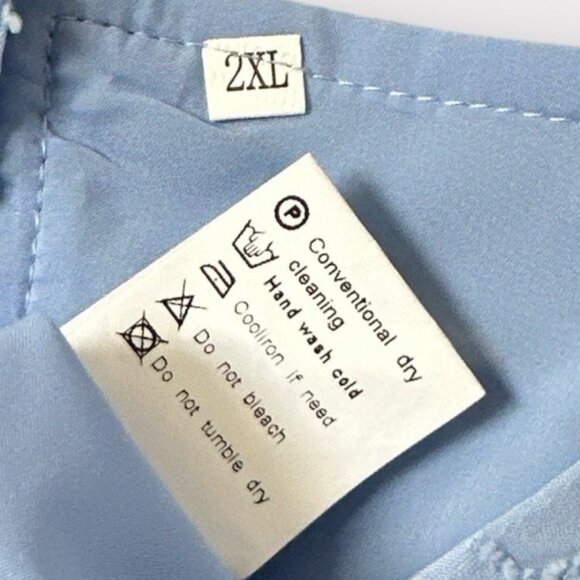 2XL
P
Conventional dry
cleaning
Hand wash cold
Cooliron if need
Do not bleach
Do not tumble dry